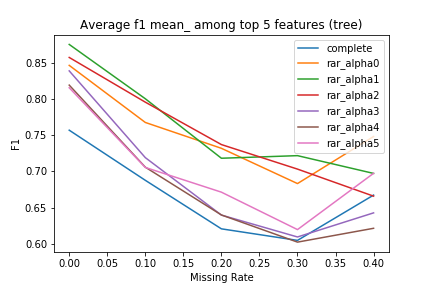 Average f1 mean_ among top 5 features (tree)
complete
rar_alpha0
rar_alpha1
rar_alpha2
rar_alpha3
rar_alpha4
rar_alpha5
F1
0.85
0.80
0.75
0.70
0.65
0.60
0.00 0.05 0.10 0.15 0.20 0.25 0.30 0.35 0.40
Missing Rate